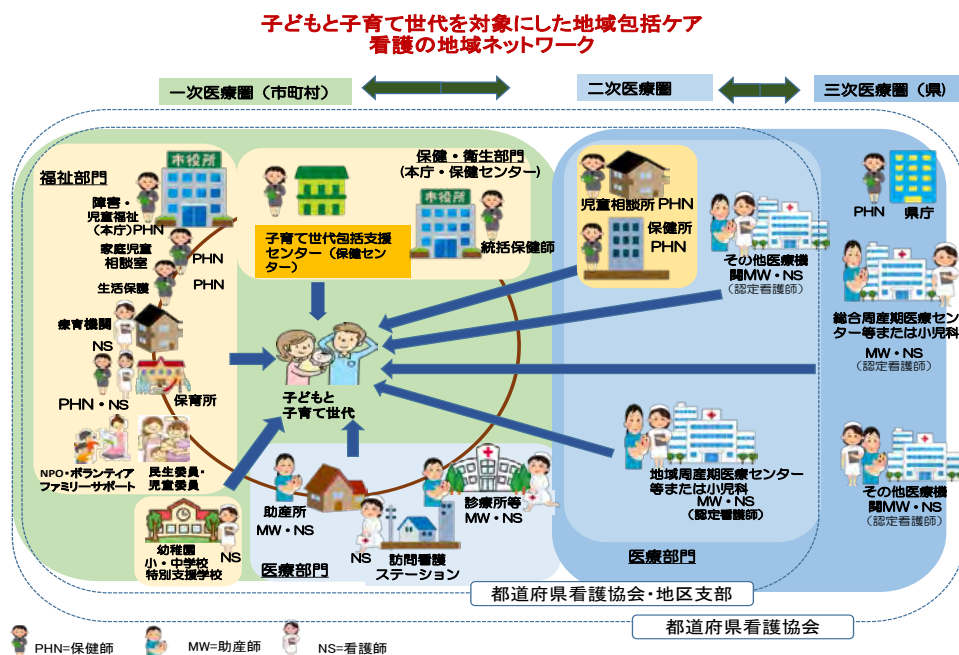 子どもと子育て世代を対象にした地域包括ケア
看護の地域ネットワーク
一次医療圏（市町村）
二次医療圏
三次医療圏（県）
福祉部門
市役所
障害・
児童福祉
（本庁）PHN
家庭児童
相談室
PHN
生活保護
PHN
療育機関
NS
PHN・NS
保育所
NPO・ボランティア
ファミリーサポート
民生委員・
児童委員
幼稚園
小・中学校
特別支援学校
NS
子育て世代包括支援
センター（保健セン
ター）
保健・衛生部門
(本庁・保健センター)
市役所
統括保健師
子どもと
子育て世代
助産所
MW・NS
診療所等
MW・NS
NS
訪問看護
ステーション
医療部門
児童相談所 PHN
保健所
PHN
その他医療機
関MW・NS
（認定看護師）
地域周産期医療センター
等または小児科
MW・NS
（認定看護師）
医療部門
PHN
県庁
総合周産期医療セン
ター等または小児科
MW・NS
（認定看護師）
その他医療機
関MW・NS
（認定看護師）
都道府県看護協会・地区支部
都道府県看護協会
PHN=保健師
MW=助産師
NS=看護師